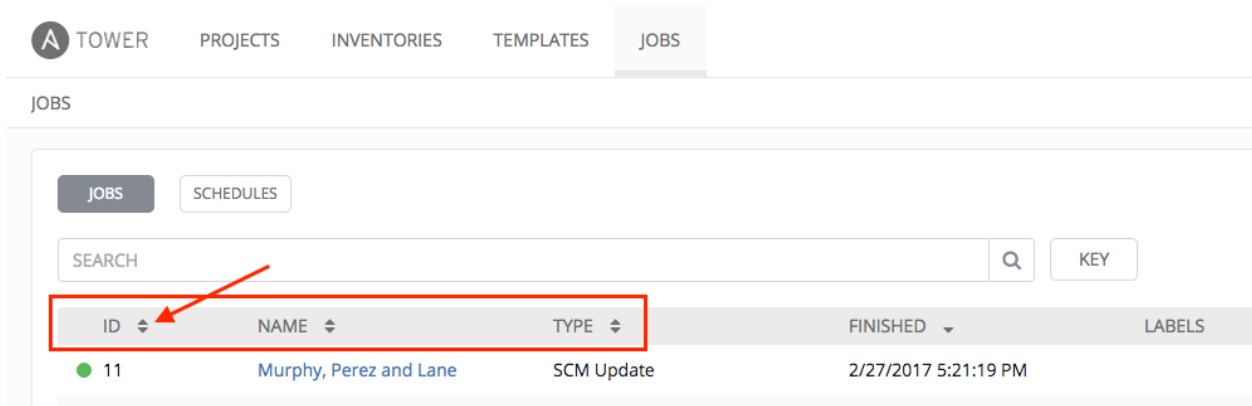 A TOWER PROJECTS INVENTORIES TEMPLATES JOBS
JOBS
JOBS SCHEDULES
SEARCH KEY
ID NAME TYPE FINISHED LABELS
11 Murphy, Perez and Lane SCM Update 2/27/2017 5:21:19 PM